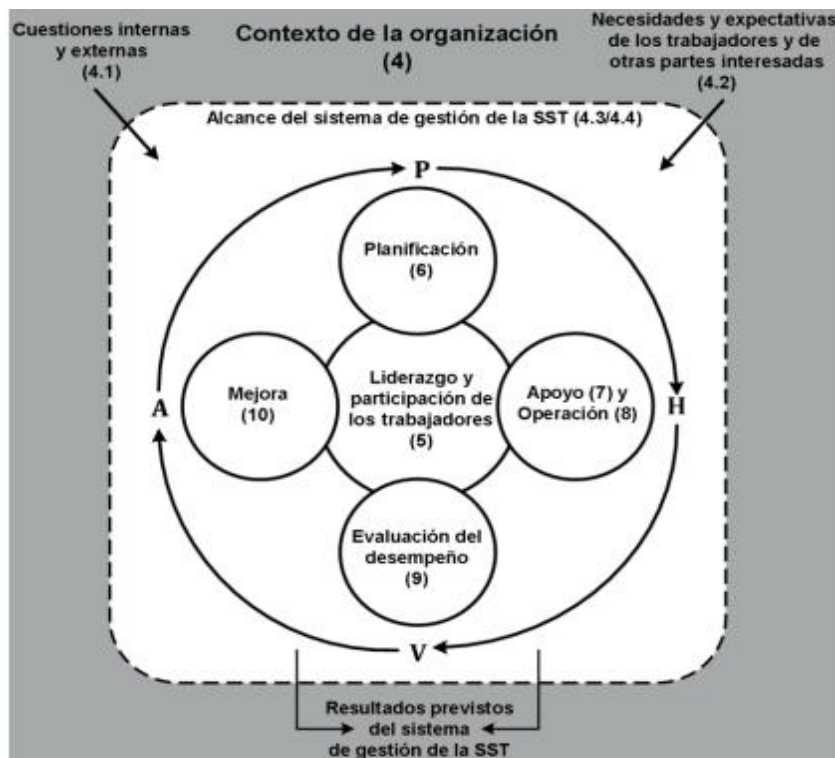 Cuestiones internas
y externas
(4.1)
Contexto de la organización
(4)
Necesidades y expectativas
de los trabajadores y de
otras partes interesadas
(4.2)
Alcance del sistema de gestión de la SST (4.3/4.4)
P
Planificación
(6)
A
Mejora
(10)
Liderazgo y
participación de
los trabajadores
(5)
Apoyo (7) y
Operación (8)
H
Evaluación del
desempeño
(9)
V
Resultados previstos
del sistema
de gestión de la SST